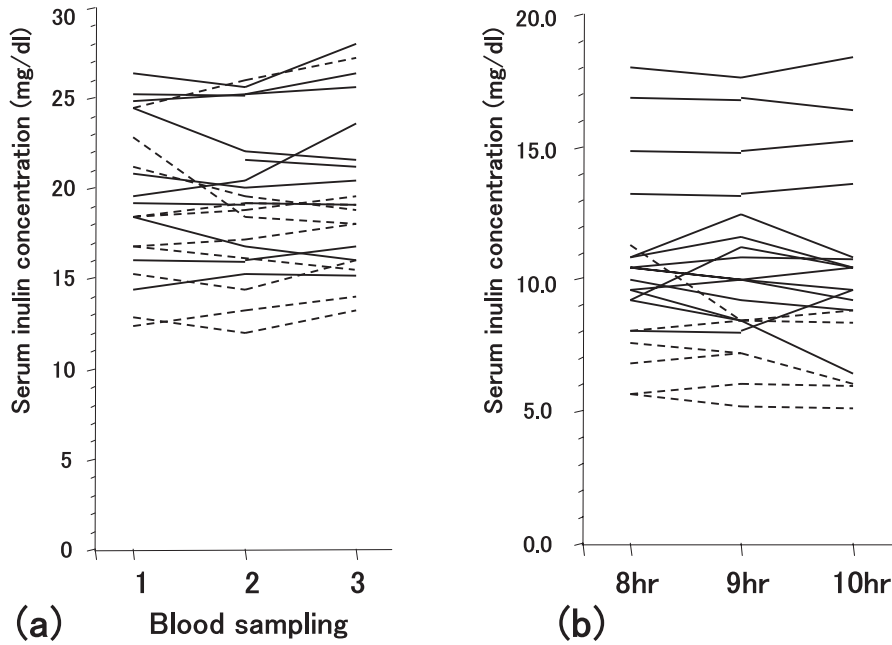 Serum inulin concentration (mg/dl)
30
25
20
15
10
5
0
1 2 3
(a) Blood sampling
Serum inulin concentration (mg/dl)
20.0
15.0
10.0
5.0
0.0
8hr 9hr 10hr
(b)